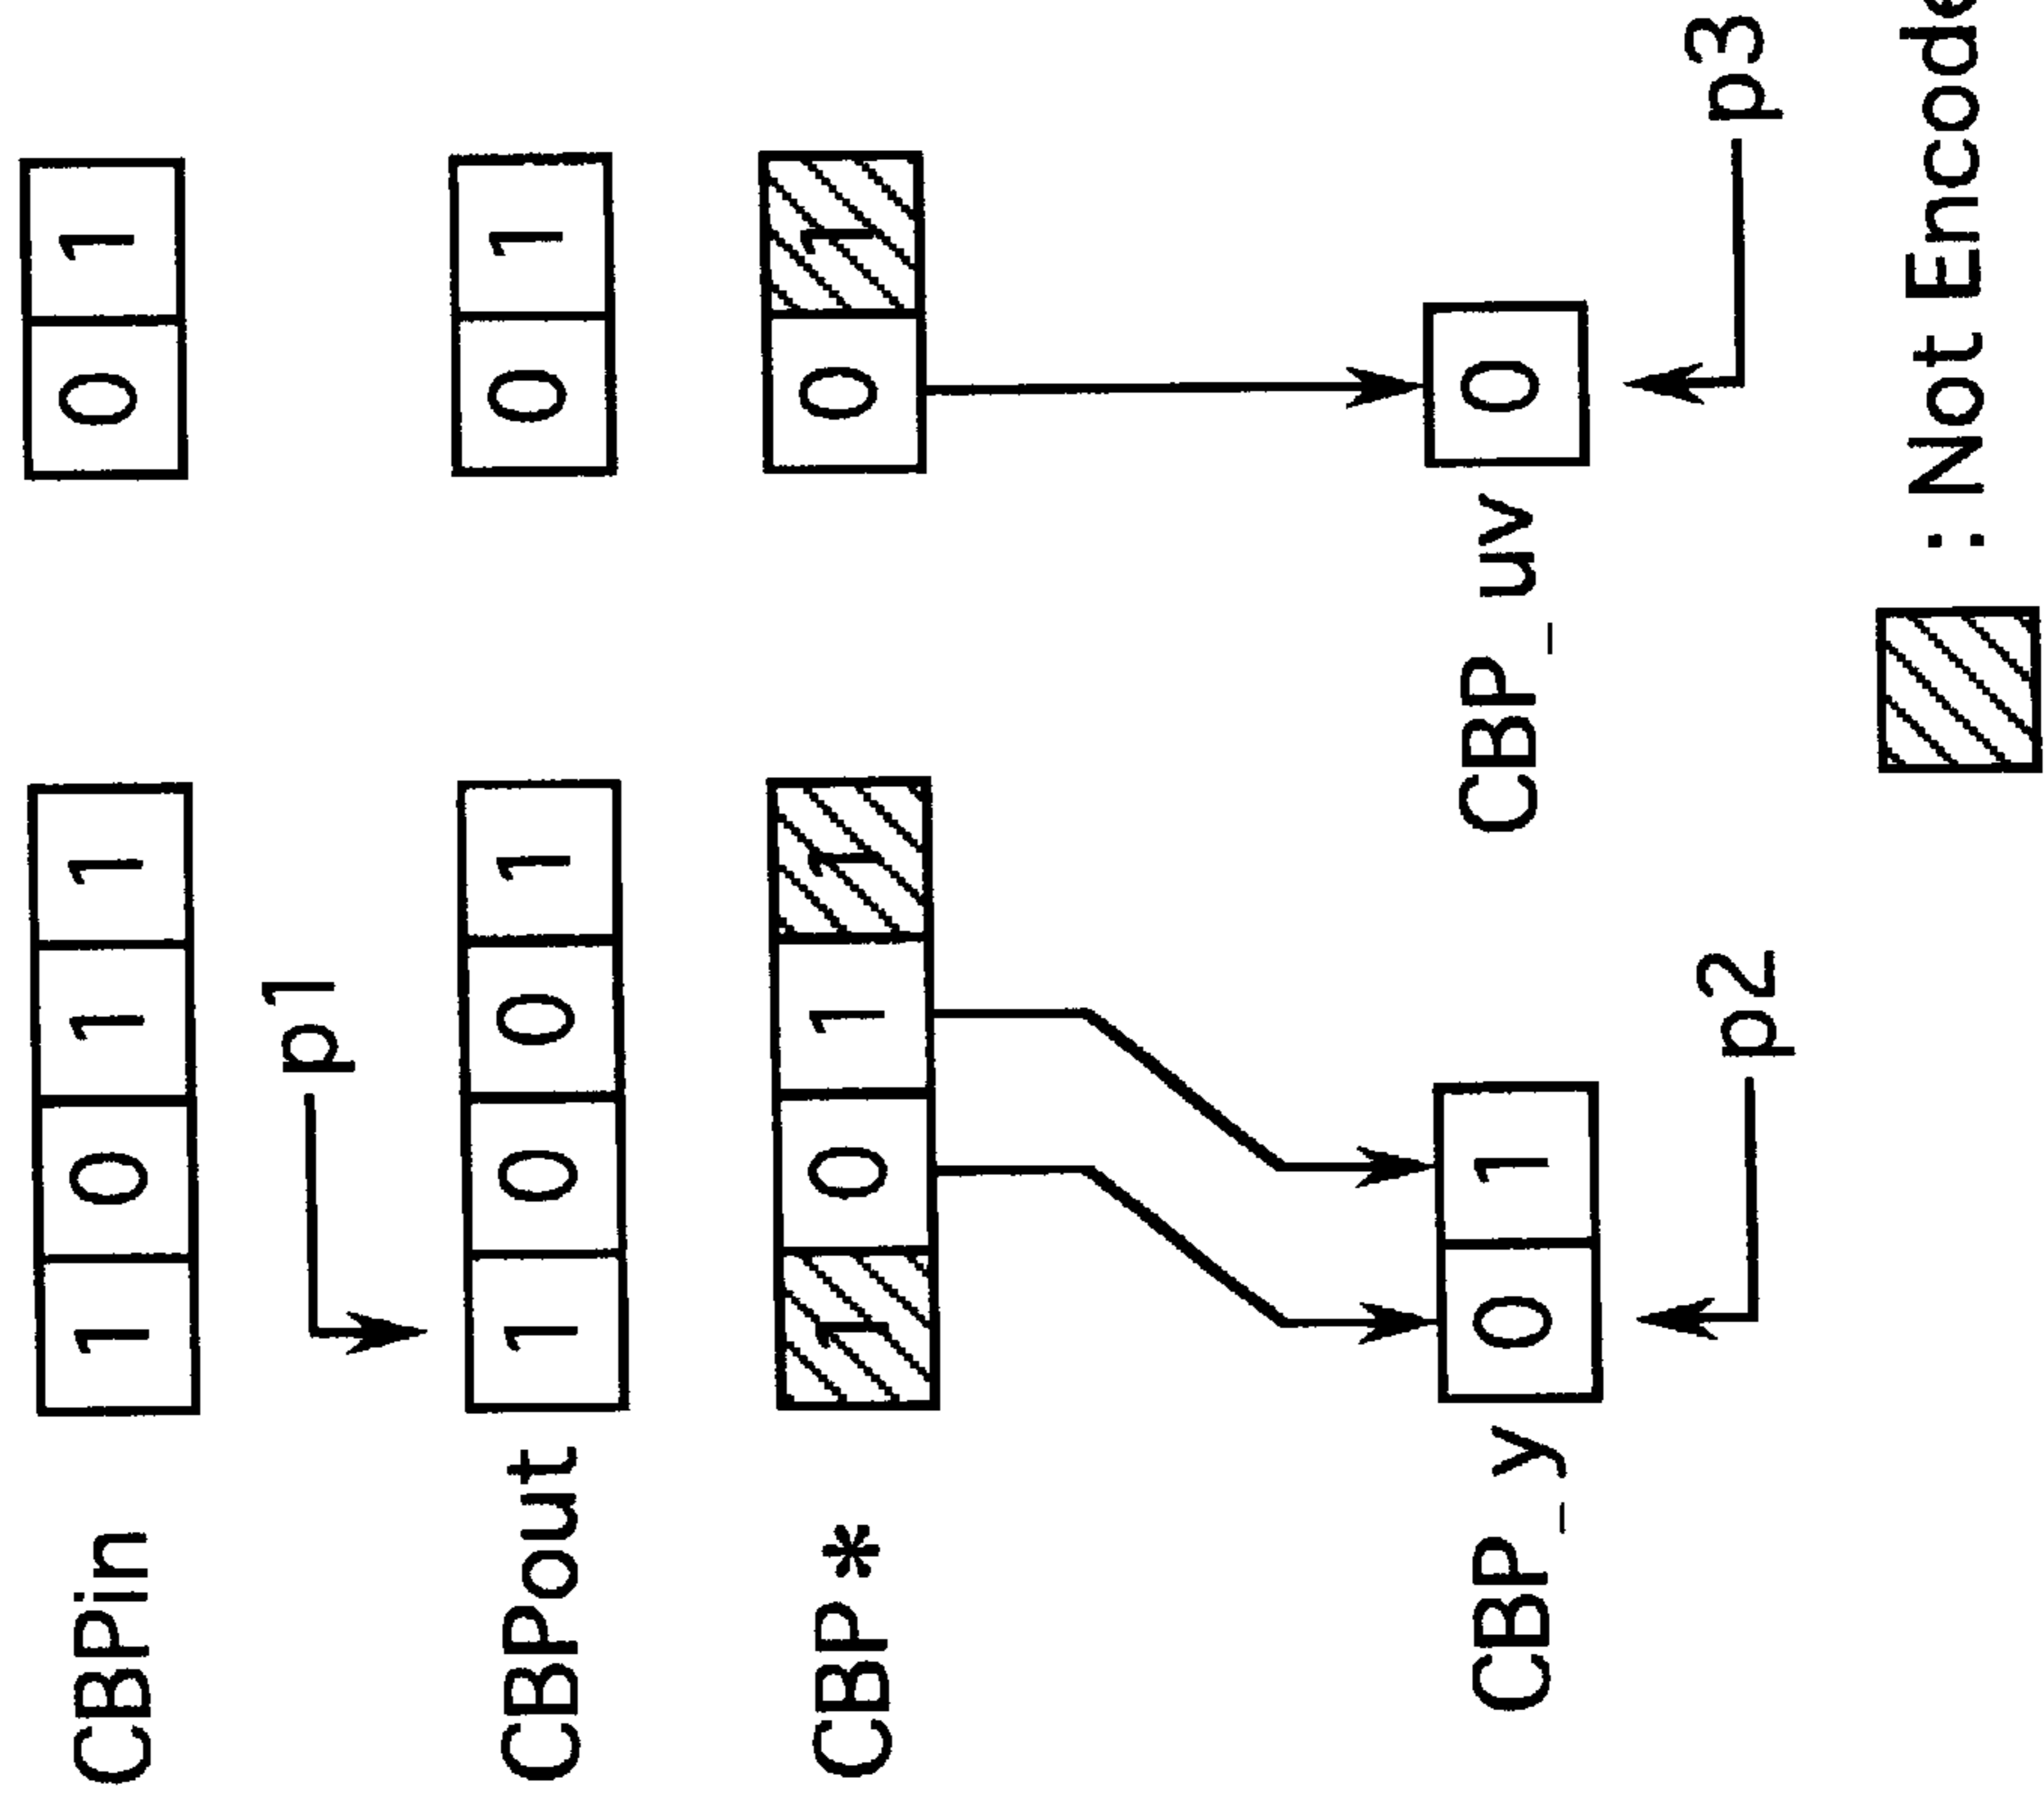 CBPin 1 0 1 1 0 1
p1
CBPout 1 0 0 1 0 1
CBP* 1 0 1 1 0 1
CBP_y 0 1 CBP_uv 0
p2 p3
: Not Encode